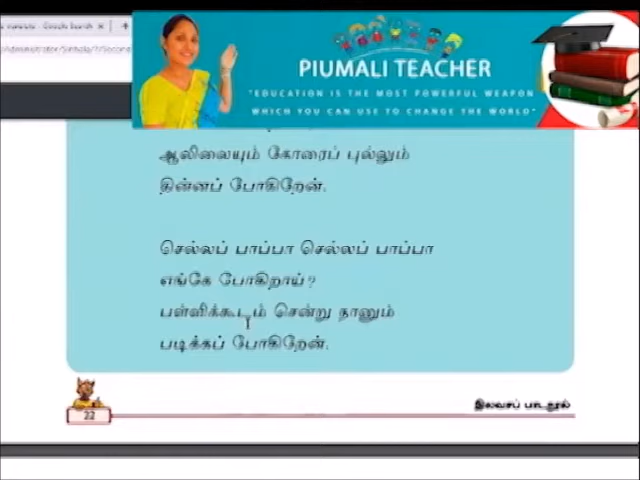 PIUMALI TEACHER
"EDUCATION IS THE MOST POWERFUL WEAPON
WHICH YOU CAN USE TO CHANGE THE WORLD"
ஆலிலையும் கோரைப் புல்லும்
தின்னப் போகிறேன்.
செல்லப் பாப்பா செல்லப் பாப்பா
எங்கே போகிறாய்?
பள்ளிக்கூடம் சென்று நானும்
படிக்கப் போகிறேன்.
22
இலவசப் பாடநூல்